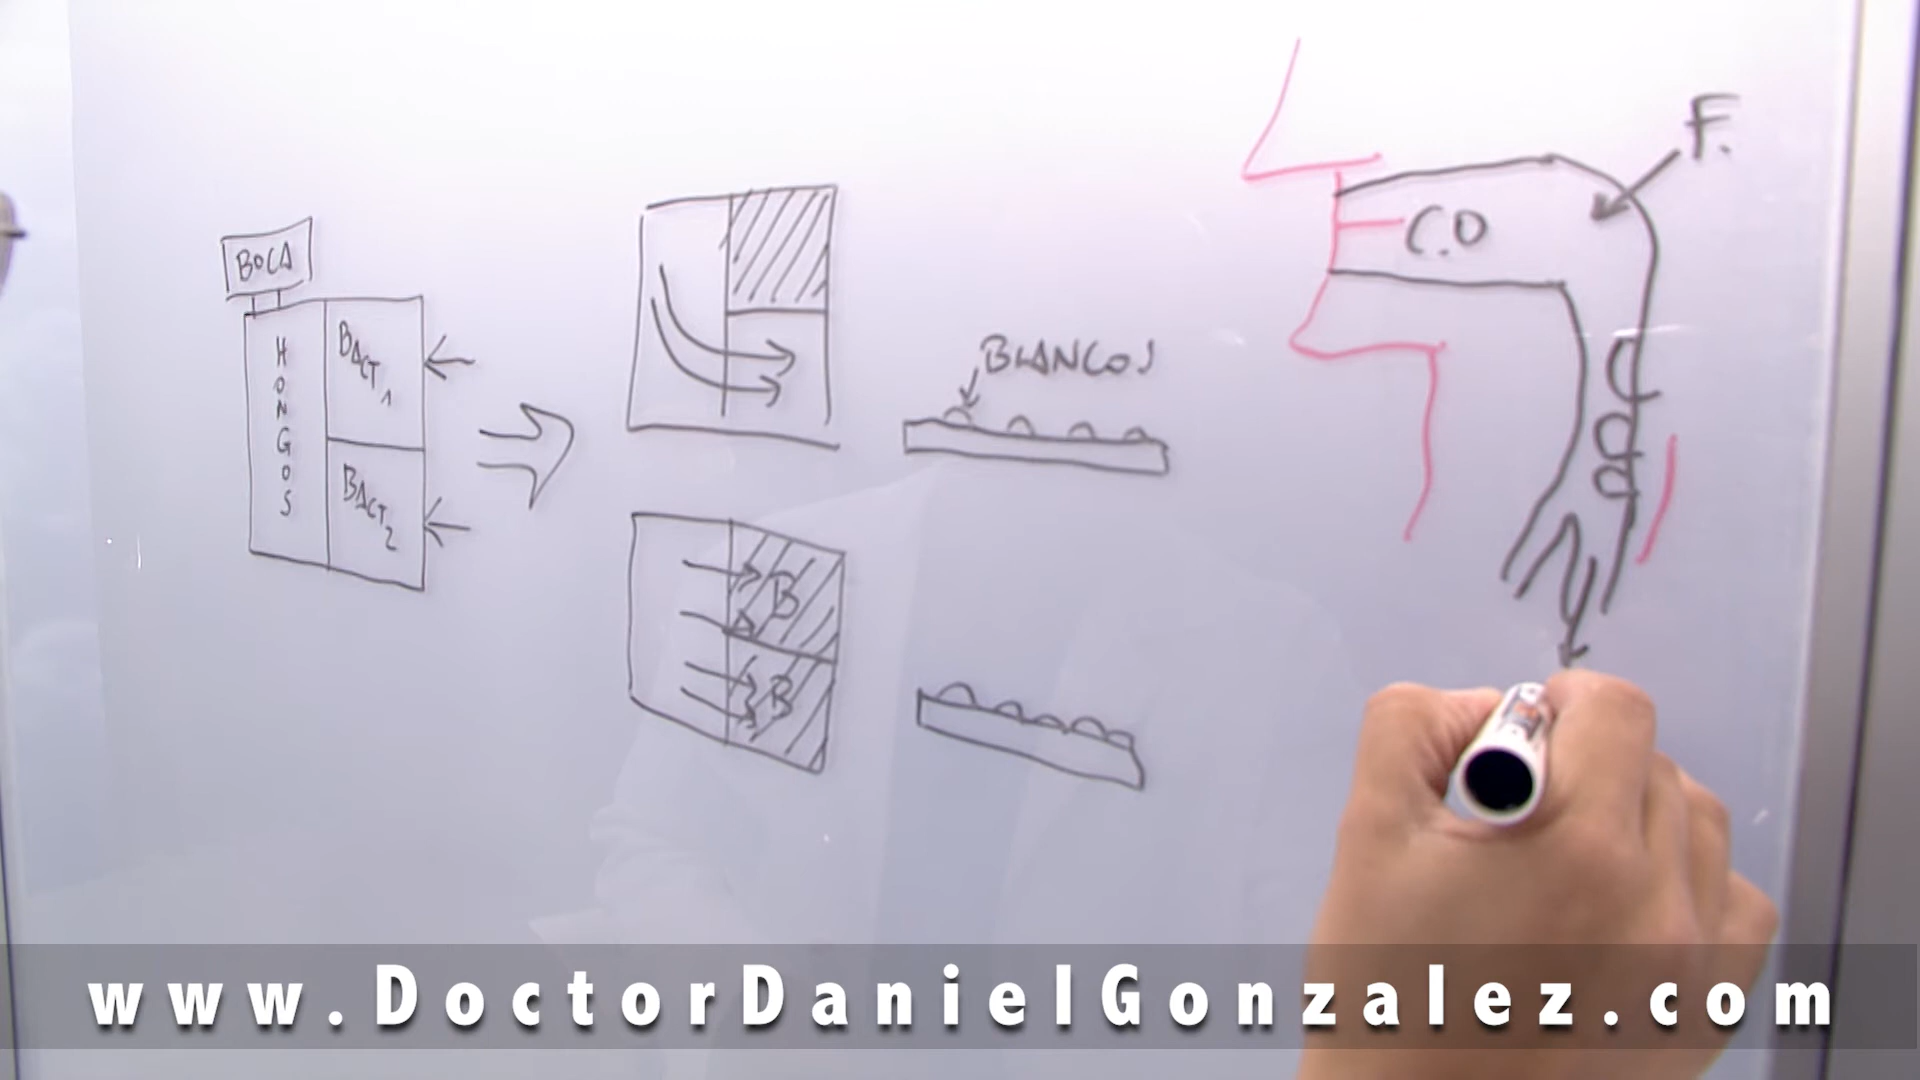 BOCA
HONGOS
BACT 1
BACT 2
B
B
BLANCOS
C.O
F.
www.DoctorDanielGonzalez.com